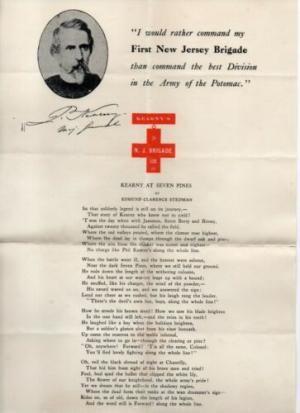 "I would rather command my
First New Jersey Brigade
than command the best Division
in the Army of the Potomac."
P. Kearny
KEARNY'S
N. J. BRIGADE
KEARNY AT SEVEN PINES
BY
EDMUND CLARENCE STEDMAN
So that soldierly legend is still on its journey,—
That story of Kearny who knew not to yield!
'Twas the day when with Jameson, fierce Berry and Birney,
Against twenty thousand he rallied the field.
Where the red volleys poured, where the clamor rose highest,
Where the dead lay in clumps through the dwarf oak and pine,
Where the aim from the thicket was surest and nighest—
No charge like Phil Kearny's along the whole line.
When the battle went ill, and the bravest were solemn,
Near the dark Seven Pines, where we still held our ground,
He rode down the length of the withering column,
And his heart at our war-cry leapt up with a bound;
He snuffed, like his charger, the wind of the powder,—
His sword waved us on, and we answered the sign:
Loud our cheer as we rushed, but his laugh rang the louder,
"There's the devil's own fun, boys, along the whole line!"
How he strode his brown steed! How we saw his blade brighten
In the one hand still left,—and the reins in his teeth!
He laughed like a boy when the holidays brighten,
But a soldier's glance shot from his visor beneath.
Up came the reserves to the mellay infernal,
Asking where to go in—through the clearing or pine?
"Oh, anywhere! Forward! 'Tis all the same, Colonel:
You'll find lovely fighting along the whole line!"
Oh, evil the black shroud of night at Chantilly,
That hid him from sight of his brave men and tried!
Foul, foul sped the bullet that clipped the white lily,
The flower of our knighthood, the whole army's pride!
Yet we dream that he still—in the shadowy region,
Where the dead form their ranks at the wan drummer's sign—
Rides on, as of old, down the length of his legion,
And the word still is Forward! along the whole line.